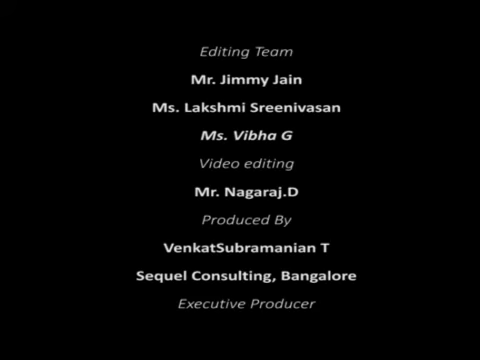 Editing Team
Mr. Jimmy Jain
Ms. Lakshmi Sreenivasan
Ms. Vibha G
Video editing
Mr. Nagaraj.D
Produced By
VenkatSubramanian T
Sequel Consulting, Bangalore
Executive Producer